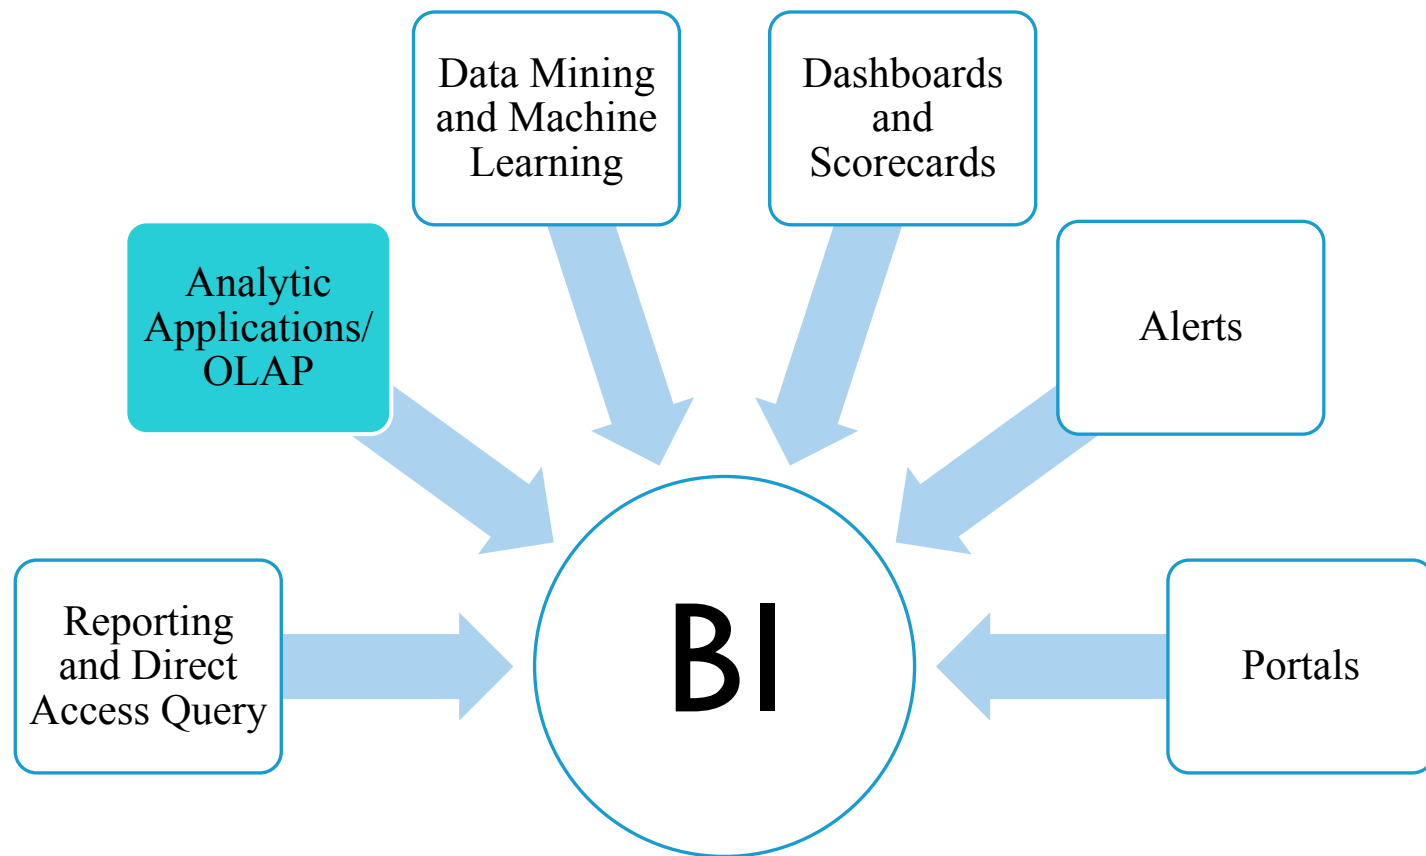 Data Mining
and Machine
Learning
Dashboards
and
Scorecards
Analytic
Applications/
OLAP
Alerts
Reporting
and Direct
Access Query
BI
Portals